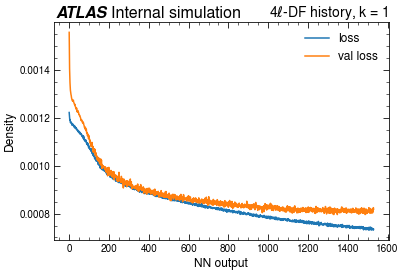 ATLAS Internal simulation 4ℓ-DF history, k = 1
loss
val loss
0.0014
0.0012
0.0010
0.0008
Density
0 200 400 600 800 1000 1200 1400 1600
NN output